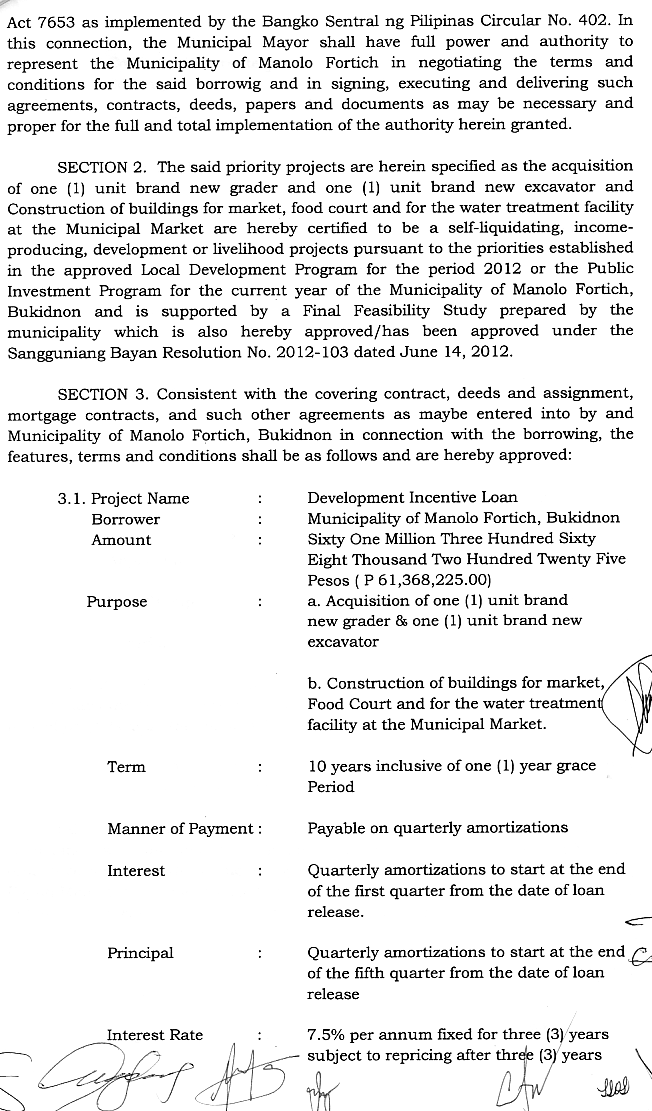 Act 7653 as implemented by the Bangko Sentral ng Pilipinas Circular No. 402. In
this connection, the Municipal Mayor shall have full power and authority to
represent the Municipality of Manolo Fortich in negotiating the terms and
conditions for the said borrowig and in signing, executing and delivering such
agreements, contracts, deeds, papers and documents as may be necessary and
proper for the full and total implementation of the authority herein granted.
SECTION 2. The said priority projects are herein specified as the acquisition
of one (1) unit brand new grader and one (1) unit brand new excavator and
Construction of buildings for market, food court and for the water treatment facility
at the Municipal Market are hereby certified to be a self-liquidating, income-
producing, development or livelihood projects pursuant to the priorities established
in the approved Local Development Program for the period 2012 or the Public
Investment Program for the current year of the Municipality of Manolo Fortich,
Bukidnon and is supported by a Final Feasibility Study prepared by the
municipality which is also hereby approved/has been approved under the
Sangguniang Bayan Resolution No. 2012-103 dated June 14, 2012.
SECTION 3. Consistent with the covering contract, deeds and assignment,
mortgage contracts, and such other agreements as maybe entered into by and
Municipality of Manolo Fortich, Bukidnon in connection with the borrowing, the
features, terms and conditions shall be as follows and are hereby approved:
3.1. Project Name : Development Incentive Loan
Borrower : Municipality of Manolo Fortich, Bukidnon
Amount : Sixty One Million Three Hundred Sixty
Eight Thousand Two Hundred Twenty Five
Pesos ( P 61,368,225.00)
Purpose : a. Acquisition of one (1) unit brand
new grader & one (1) unit brand new
excavator
b. Construction of buildings for market,
Food Court and for the water treatment
facility at the Municipal Market.
Term : 10 years inclusive of one (1) year grace
Period
Manner of Payment : Payable on quarterly amortizations
Interest : Quarterly amortizations to start at the end
of the first quarter from the date of loan
release.
Principal : Quarterly amortizations to start at the end
of the fifth quarter from the date of loan
release
Interest Rate : 7.5% per annum fixed for three (3) years
subject to repricing after three (3) years